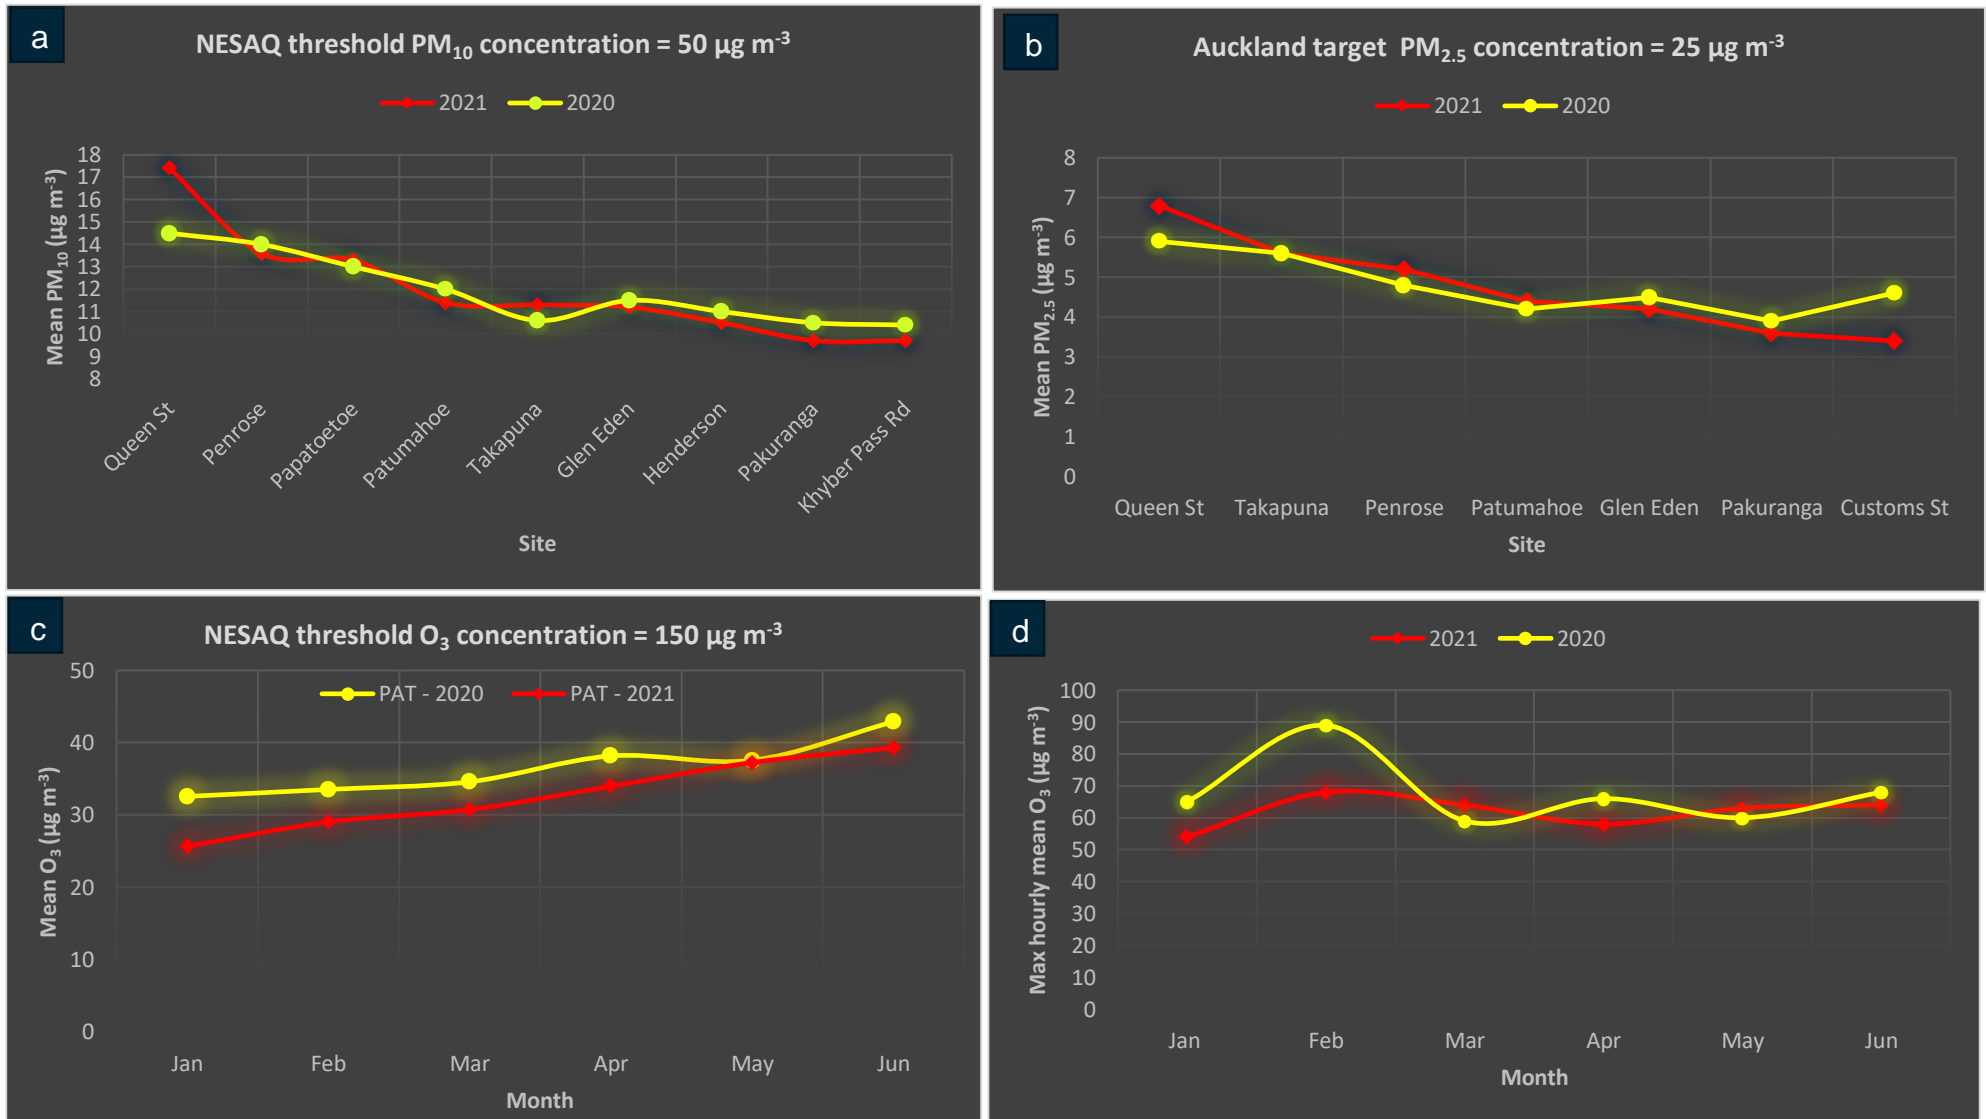 a
NESAQ threshold PM10 concentration = 50 µg m-3
2021 2020
Mean PM10 (µg m-3)
18
17
16
15
14
13
12
11
10
9
8
Queen St
Penrose
Papatoetoe
Patumahoe
Takapuna
Glen Eden
Henderson
Pakuranga
Khyber Pass Rd
Site
b
Auckland target PM2.5 concentration = 25 µg m-3
2021 2020
Mean PM2.5 (µg m-3)
8
7
6
5
4
3
2
1
0
Queen St Takapuna Penrose Patumahoe Glen Eden Pakuranga Customs St
Site
c
NESAQ threshold O3 concentration = 150 µg m-3
PAT - 2020 PAT - 2021
Mean O3 (µg m-3)
50
40
30
20
10
0
Jan Feb Mar Apr May Jun
Month
d
2021 2020
Max hourly mean O3 (µg m-3)
100
90
80
70
60
50
40
30
20
10
0
Jan Feb Mar Apr May Jun
Month